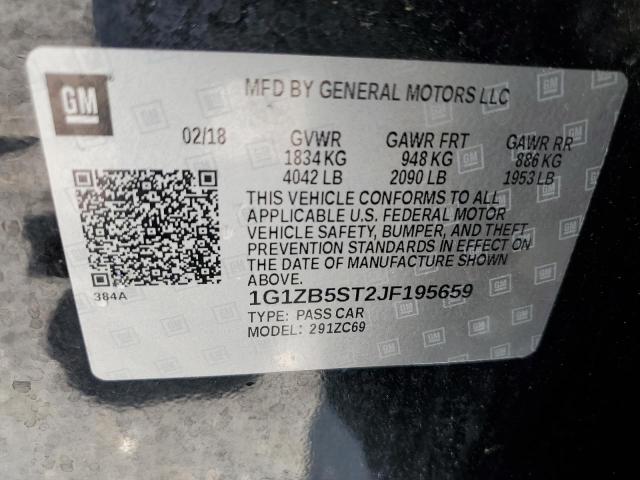 GM
MFD BY GENERAL MOTORS LLC
02/18 GVWR GAWR FRT GAWR RR
1834 KG 948 KG 886 KG
4042 LB 2090 LB 1953 LB
THIS VEHICLE CONFORMS TO ALL
APPLICABLE U.S. FEDERAL MOTOR
VEHICLE SAFETY, BUMPER, AND THEFT
PREVENTION STANDARDS IN EFFECT ON
THE DATE OF MANUFACTURE SHOWN
ABOVE.
384A
1G1ZB5ST2JF195659
TYPE: PASS CAR
MODEL: 291ZC69